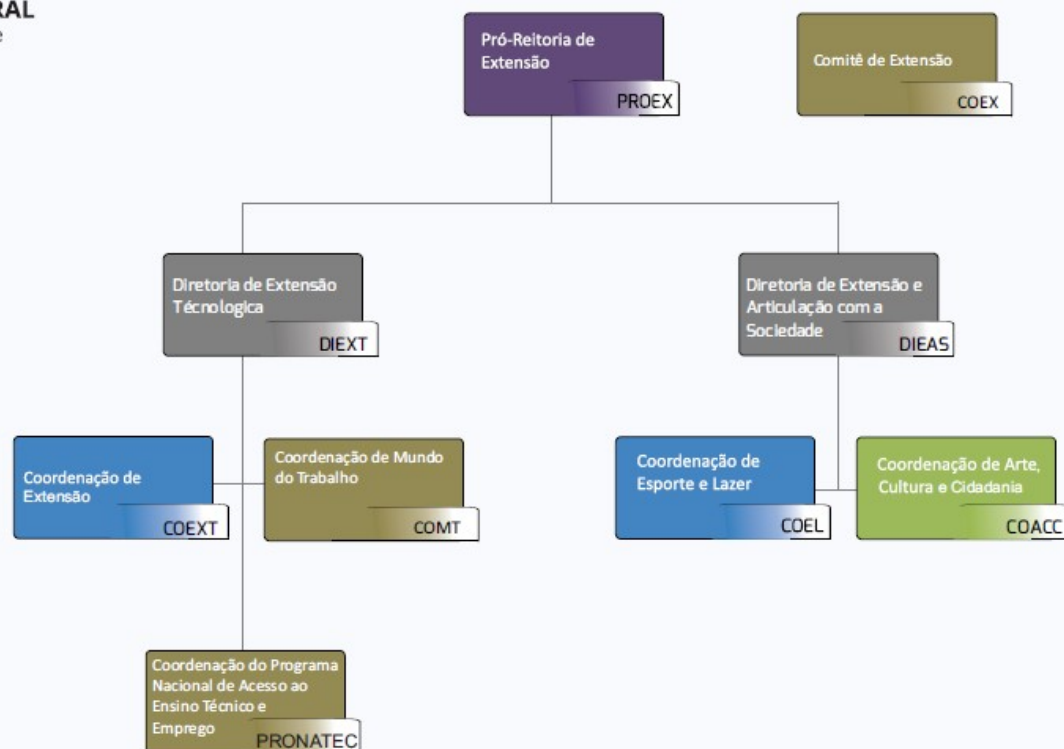 RAL
e
Pró-Reitoria de
Extensão
PROEX
Comitê de Extensão
COEX
Diretoria de Extensão
Técnologica
DIEXT
Diretoria de Extensão e
Articulação com a
Sociedade
DIEAS
Coordenação de
Extensão
COEXT
Coordenação de Mundo
do Trabalho
COMT
Coordenação de
Esporte e Lazer
COEL
Coordenação de Arte,
Cultura e Cidadania
COACC
Coordenação do Programa
Nacional de Acesso ao
Ensino Técnico e
Emprego
PRONATEC